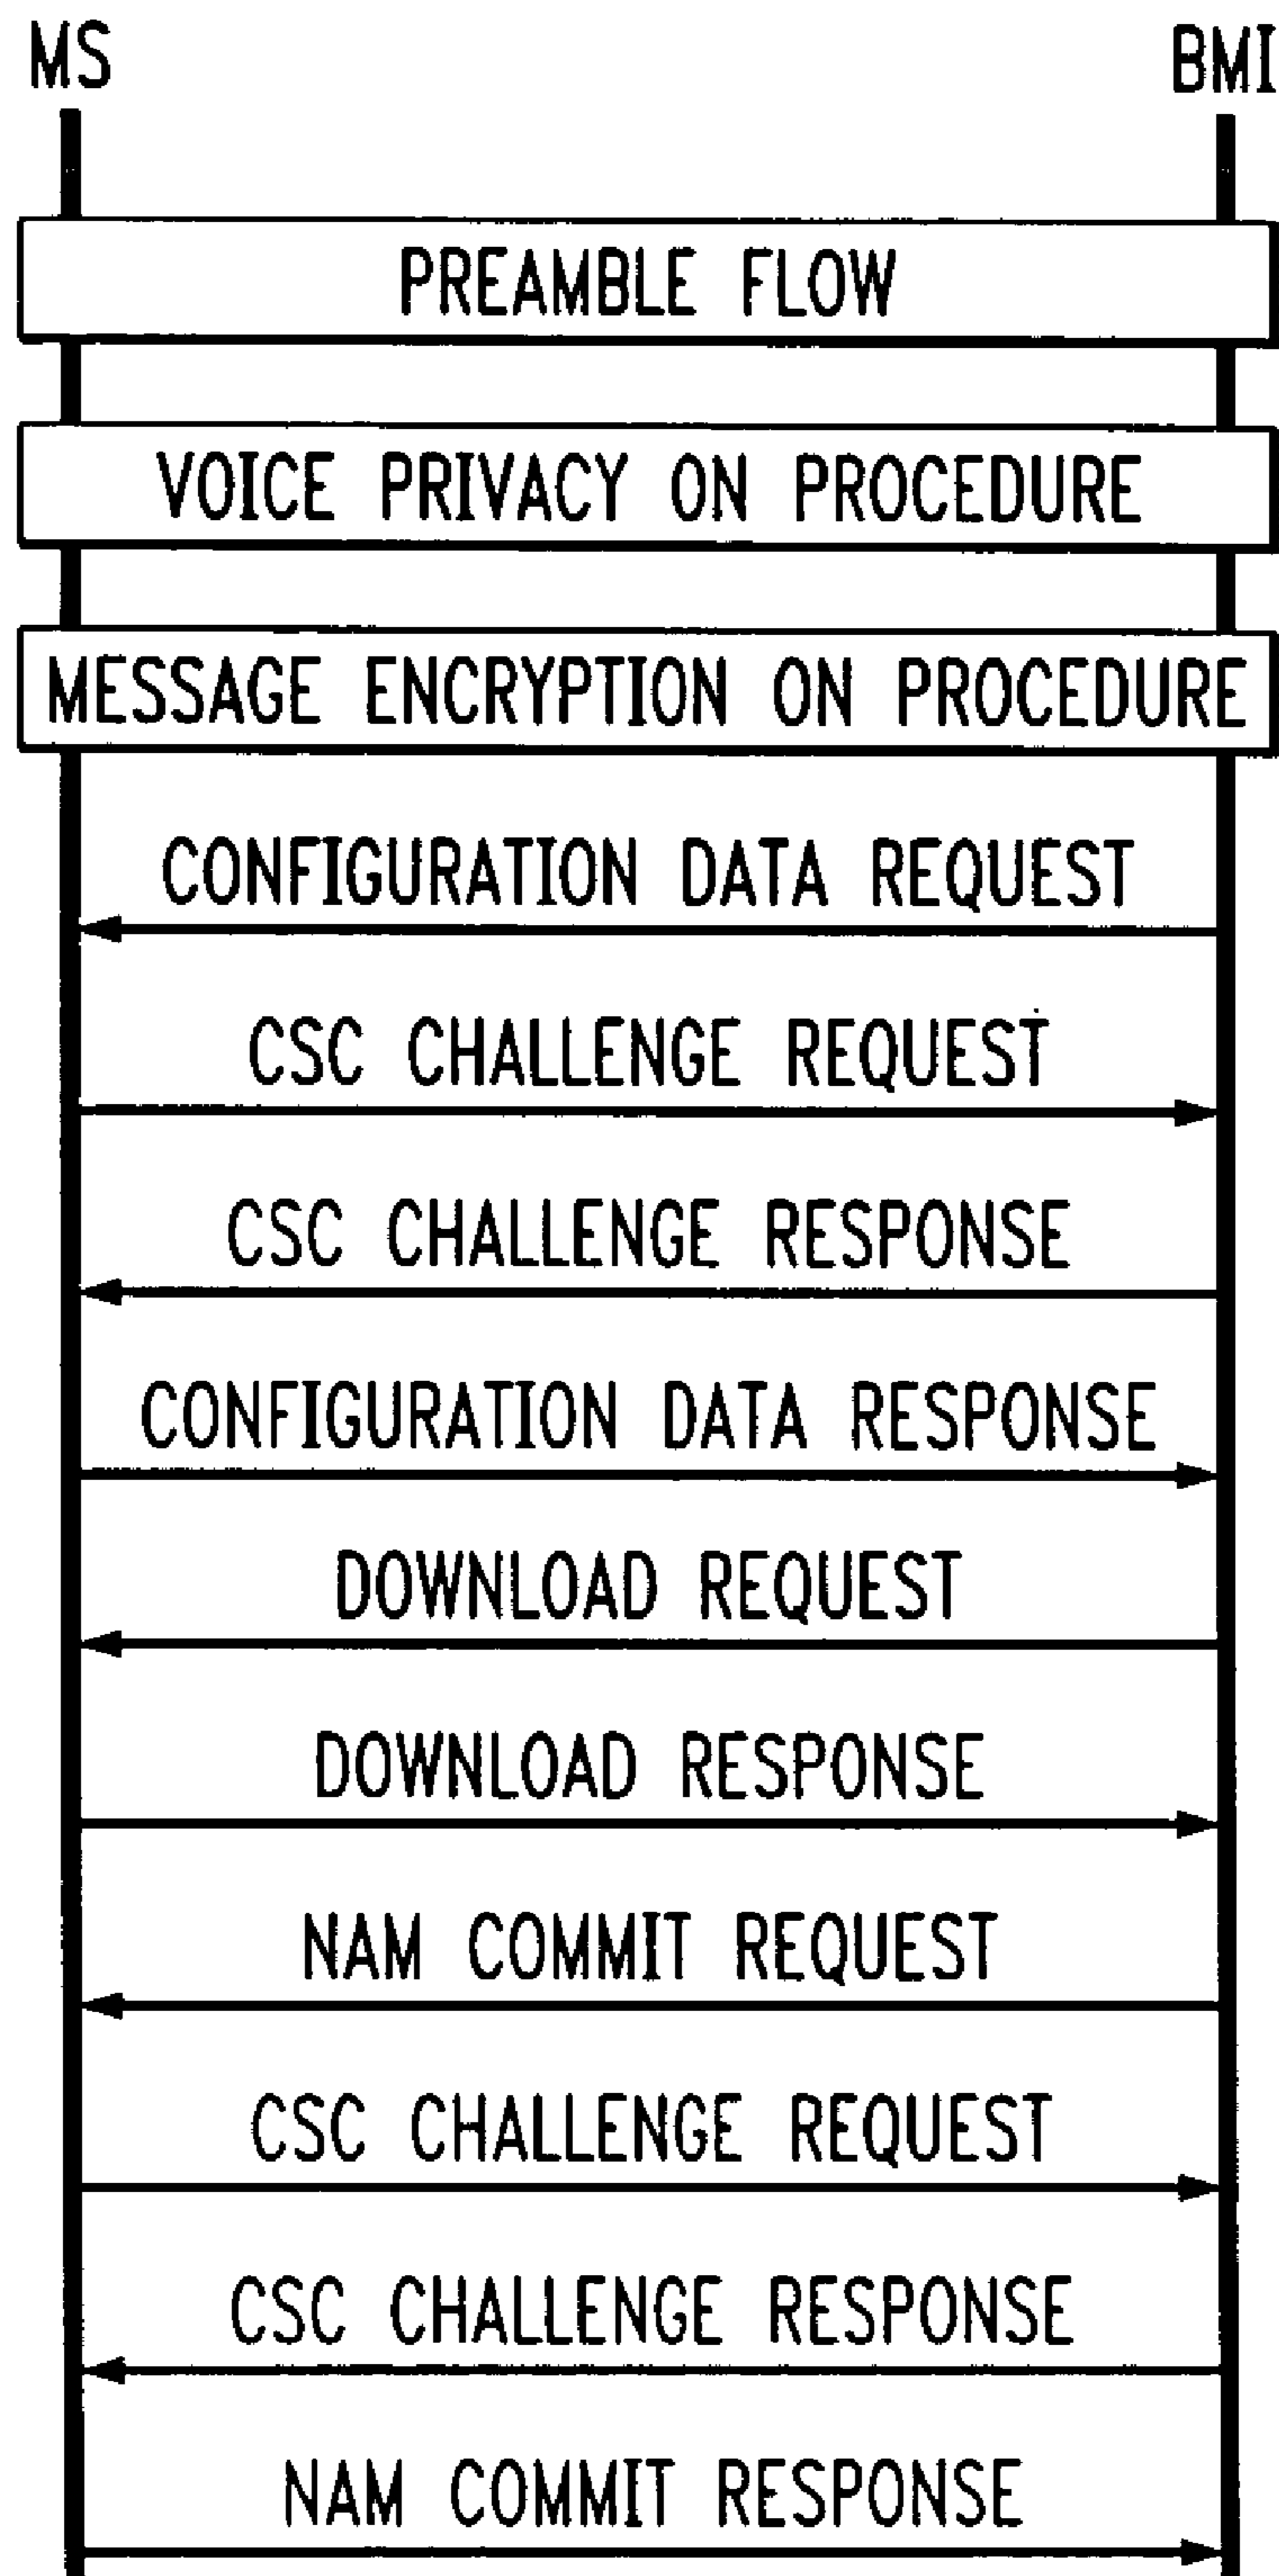 MS BMI
PREAMBLE FLOW
VOICE PRIVACY ON PROCEDURE
MESSAGE ENCRYPTION ON PROCEDURE
CONFIGURATION DATA REQUEST
CSC CHALLENGE REQUEST
CSC CHALLENGE RESPONSE
CONFIGURATION DATA RESPONSE
DOWNLOAD REQUEST
DOWNLOAD RESPONSE
NAM COMMIT REQUEST
CSC CHALLENGE REQUEST
CSC CHALLENGE RESPONSE
NAM COMMIT RESPONSE